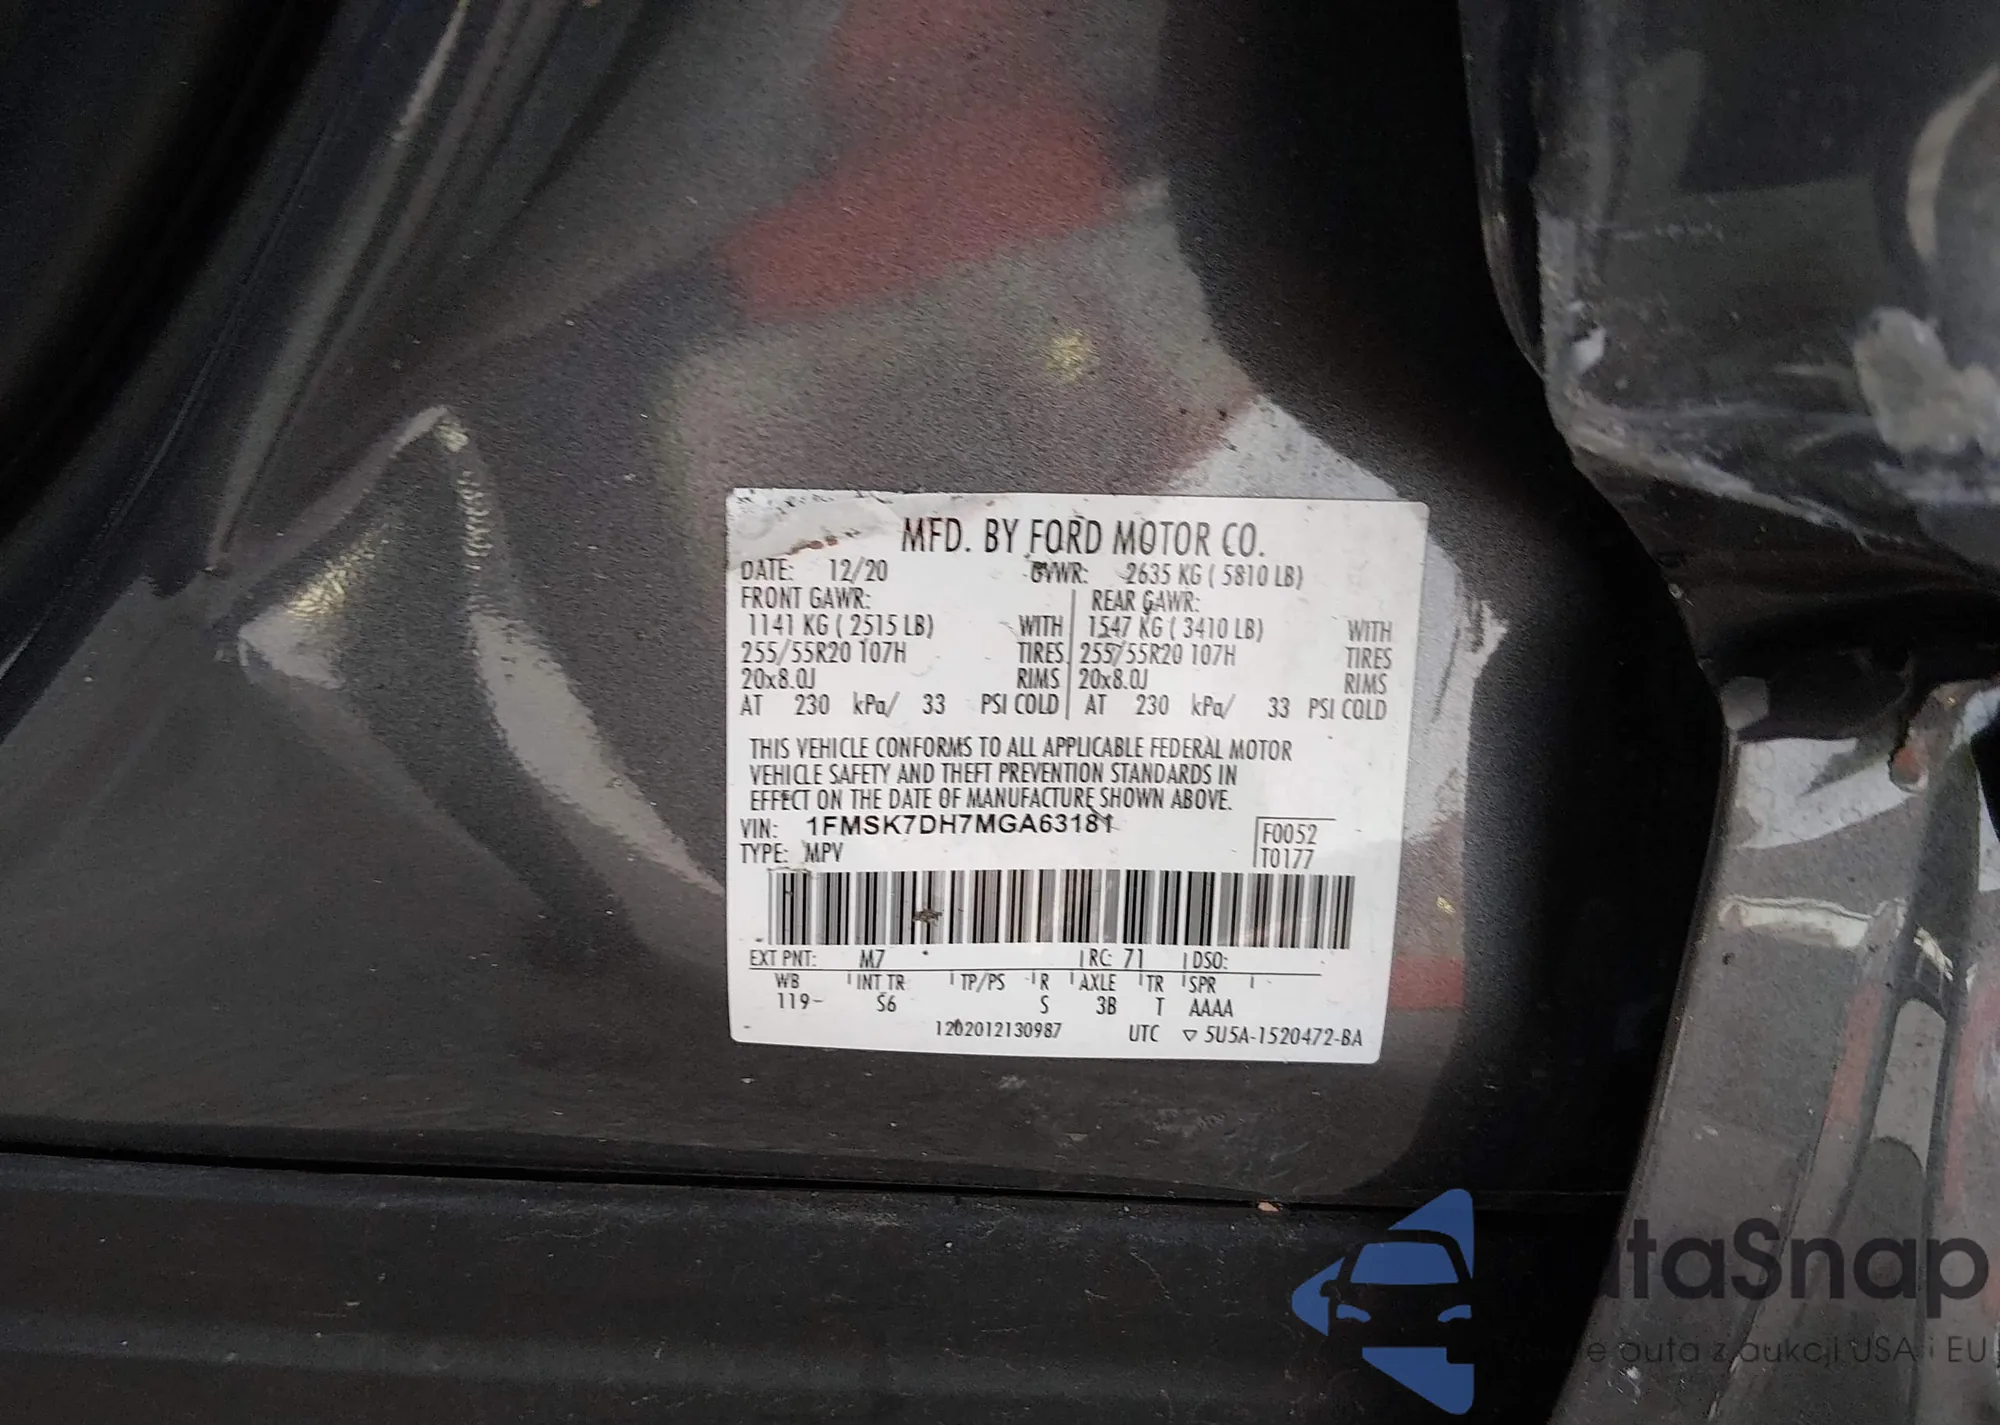 MFD. BY FORD MOTOR CO.
DATE: 12/20 GVWR: 2635 KG ( 5810 LB)
FRONT GAWR: REAR GAWR:
1141 KG ( 2515 LB) WITH 1547 KG ( 3410 LB) WITH
255/55R20 107H TIRES 255/55R20 107H TIRES
20x8.0J RIMS 20x8.0J RIMS
AT 230 kPa/ 33 PSI COLD AT 230 kPa/ 33 PSI COLD
THIS VEHICLE CONFORMS TO ALL APPLICABLE FEDERAL MOTOR
VEHICLE SAFETY AND THEFT PREVENTION STANDARDS IN
EFFECT ON THE DATE OF MANUFACTURE SHOWN ABOVE.
VIN: 1FMSK7DH7MGA63181 F0052
TYPE: MPV T0177
EXT PNT: M7 RC: 71 DSO:
WB INT TR TP/PS R AXLE TR SPR
119- S6 S 3B T AAAA
1202012130987 UTC ▽ 5U5A-1520472-BA
utaSnap
e auta z aukcji USA i EU